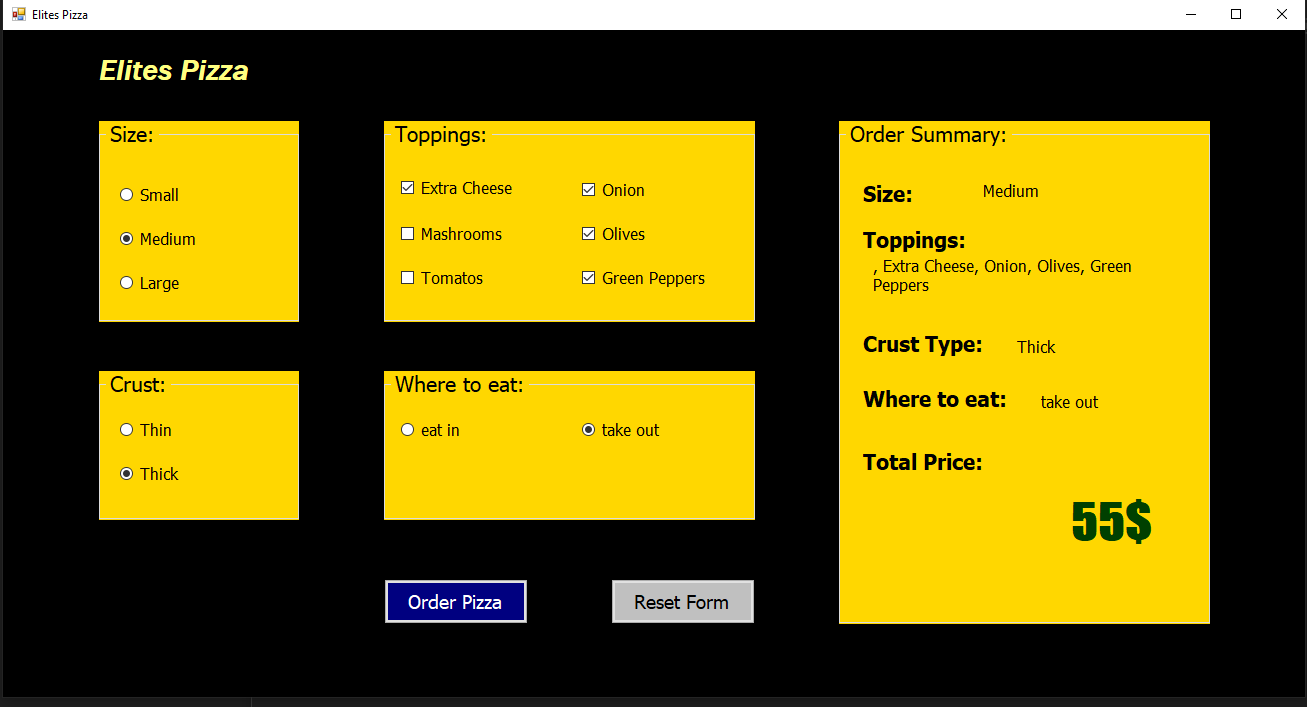 Elites Pizza
Elites Pizza
Size:
Small
Medium
Large
Toppings:
Extra Cheese
Onion
Mashrooms
Olives
Tomatos
Green Peppers
Crust:
Thin
Thick
Where to eat:
eat in
take out
Order Pizza
Reset Form
Order Summary:
Size:
Medium
Toppings:
, Extra Cheese, Onion, Olives, Green
Peppers
Crust Type:
Thick
Where to eat:
take out
Total Price:
55$